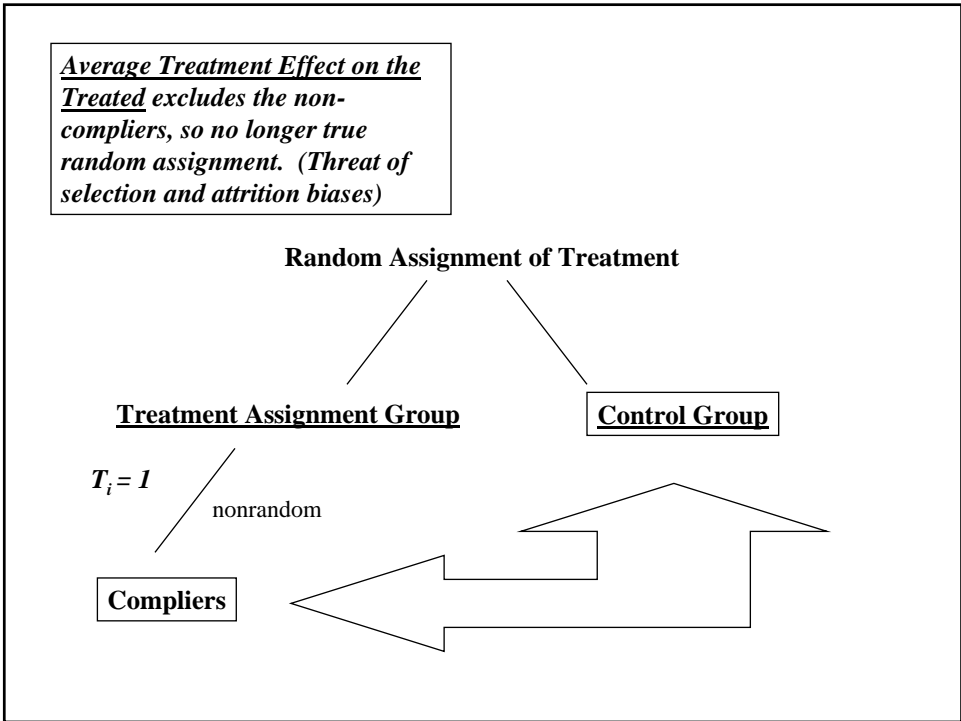 Average Treatment Effect on the
Treated excludes the non-
compliers, so no longer true
random assignment. (Threat of
selection and attrition biases)
Random Assignment of Treatment
Treatment Assignment Group
Control Group
Tᵢ = 1
nonrandom
Compliers